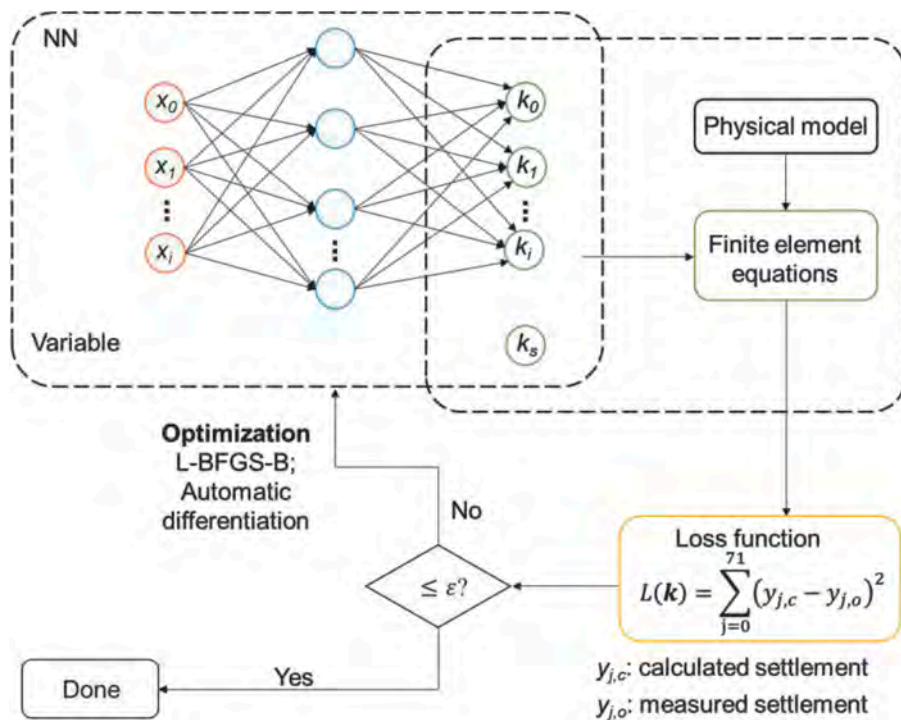 NN
x0
x1
xi
k0
k1
ki
ks
Variable
Physical model
Finite element
equations
Optimization
L-BFGS-B;
Automatic
differentiation
No
≤ ε?
Yes
Done
Loss function
L(k) = ∑_{j=0}^{71} (y_{j,c} − y_{j,o})^2
y_{j,c}: calculated settlement
y_{j,o}: measured settlement